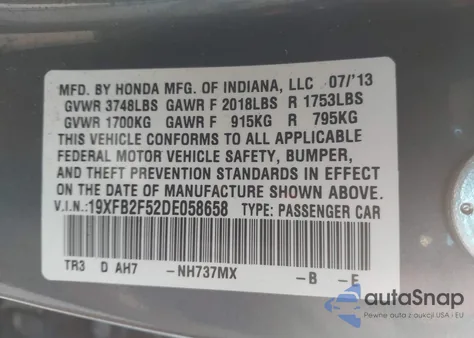 MFD. BY HONDA MFG. OF INDIANA, LLC 07/'13
GVWR 3748LBS GAWR F 2018LBS R 1753LBS
GVWR 1700KG GAWR F 915KG R 795KG
THIS VEHICLE CONFORMS TO ALL APPLICABLE
FEDERAL MOTOR VEHICLE SAFETY, BUMPER,
AND THEFT PREVENTION STANDARDS IN EFFECT
ON THE DATE OF MANUFACTURE SHOWN ABOVE.
V.I.N.:19XFB2F52DE058658 TYPE: PASSENGER CAR
TR3 D AH7 -NH737MX -B -E
autaSnap
Pewne auta z aukcji USA i EU